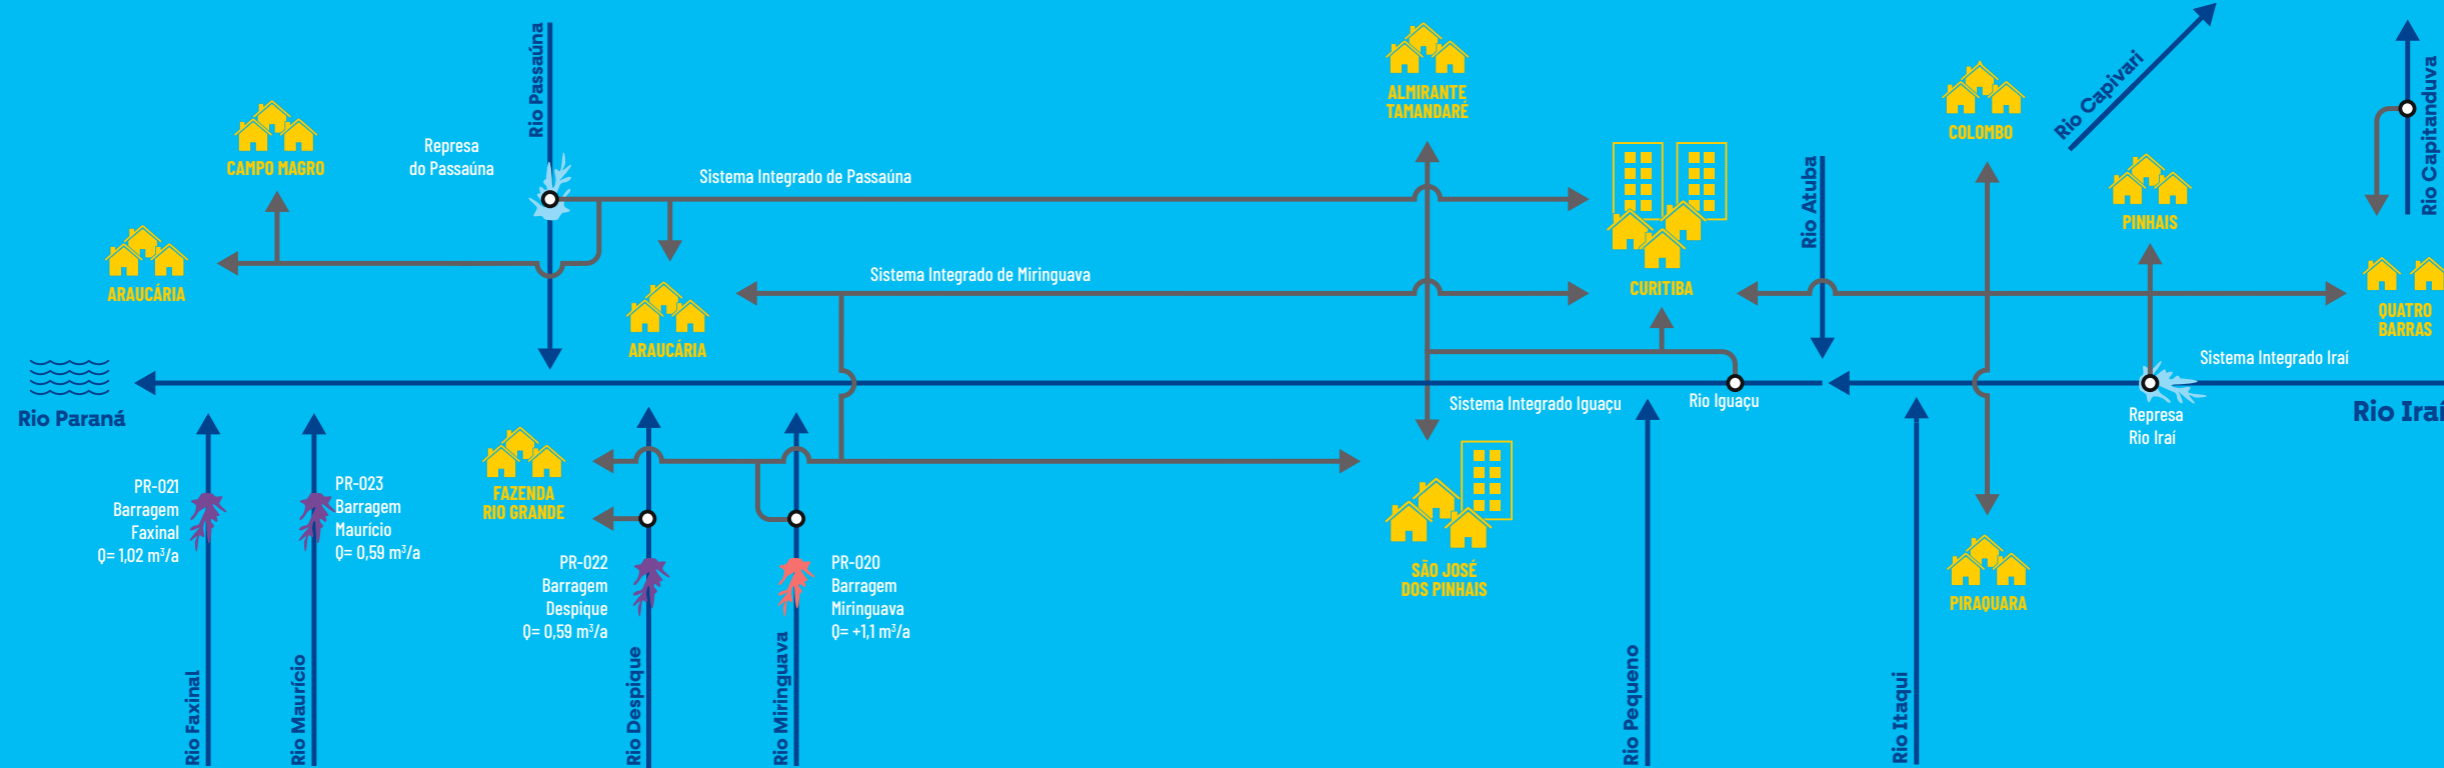 Rio Passaúna
ALMIRANTE
TAMANDARÉ
Rio Capivari
Rio Capitanduva
COLOMBO
CAMPO MAGRO
Represa
do Passaúna
Sistema Integrado de Passaúna
Rio Atuba
PINHAIS
ARAUCÁRIA
Sistema Integrado de Miringuava
CURITIBA
QUATRO
BARRAS
ARAUCÁRIA
Sistema Integrado Iraí
Rio Paraná
Sistema Integrado Iguaçu
Rio Iguaçu
Represa
Rio Iraí
Rio Iraí
PR-021
Barragem
Faxinal
Q= 1,02 m³/a
PR-023
Barragem
Maurício
Q= 0,59 m³/a
FAZENDA
RIO GRANDE
PR-022
Barragem
Despique
Q= 0,59 m³/a
PR-020
Barragem
Miringuava
Q= +1,1 m³/a
SÃO JOSÉ
DOS PINHAIS
PIRAQUARA
Rio Faxinal
Rio Maurício
Rio Despique
Rio Miringuava
Rio Pequeno
Rio Itaqui